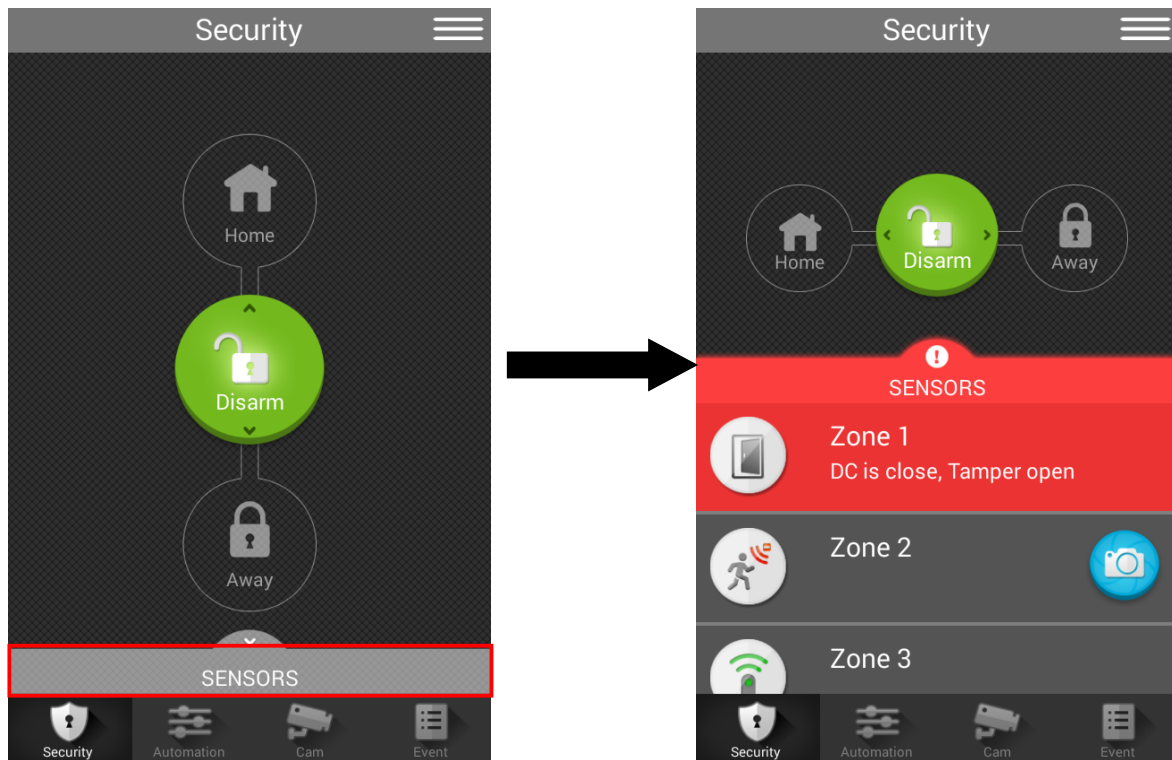 Security
Home
Disarm
Away
SENSORS
Security Automation Cam Event
Security
Home Disarm Away
SENSORS
Zone 1
DC is close, Tamper open
Zone 2
Zone 3
Security Automation Cam Event